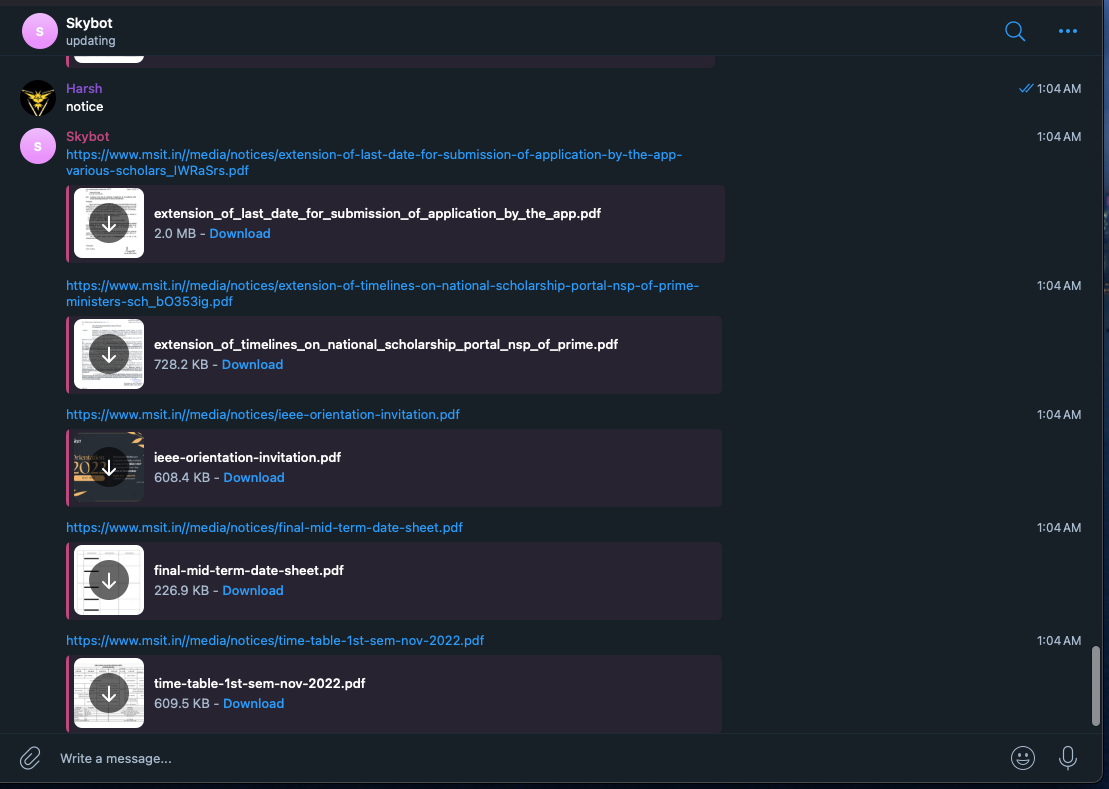 S
Skybot
updating
Harsh
1:04 AM
notice
S
Skybot
1:04 AM
https://www.msit.in//media/notices/extension-of-last-date-for-submission-of-application-by-the-app-
various-scholars_IWRaSrs.pdf
extension_of_last_date_for_submission_of_application_by_the_app.pdf
2.0 MB - Download
https://www.msit.in//media/notices/extension-of-timelines-on-national-scholarship-portal-nsp-of-prime-
1:04 AM
ministers-sch_bO353ig.pdf
extension_of_timelines_on_national_scholarship_portal_nsp_of_prime.pdf
728.2 KB - Download
https://www.msit.in//media/notices/ieee-orientation-invitation.pdf
1:04 AM
Orientation
2022
ieee-orientation-invitation.pdf
608.4 KB - Download
https://www.msit.in//media/notices/final-mid-term-date-sheet.pdf
1:04 AM
final-mid-term-date-sheet.pdf
226.9 KB - Download
https://www.msit.in//media/notices/time-table-1st-sem-nov-2022.pdf
1:04 AM
time-table-1st-sem-nov-2022.pdf
609.5 KB - Download
Write a message...